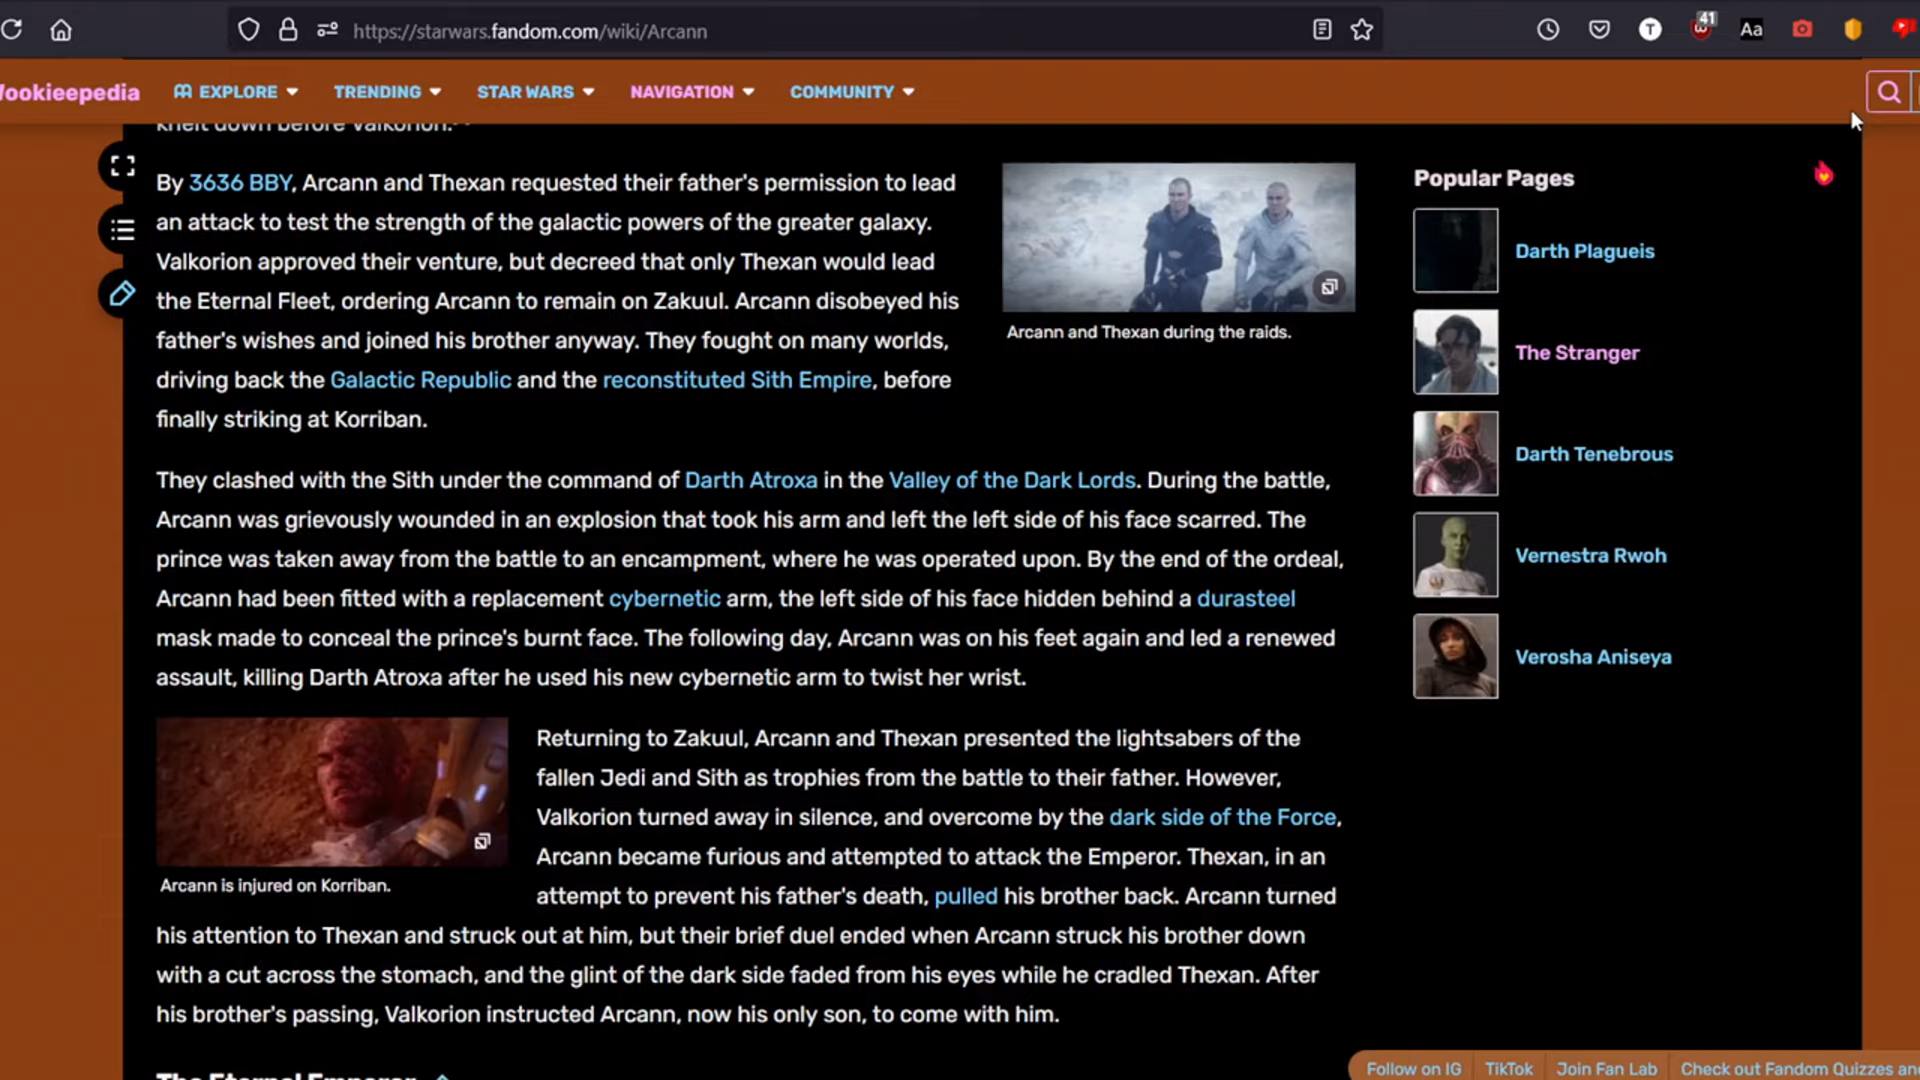 https://starwars.fandom.com/wiki/Arcann
41
T
Aa
ookieepedia
EXPLORE
TRENDING
STAR WARS
NAVIGATION
COMMUNITY
knelt down before Valkorion.
By 3636 BBY, Arcann and Thexan requested their father's permission to lead
an attack to test the strength of the galactic powers of the greater galaxy.
Valkorion approved their venture, but decreed that only Thexan would lead
the Eternal Fleet, ordering Arcann to remain on Zakuul. Arcann disobeyed his
father's wishes and joined his brother anyway. They fought on many worlds,
driving back the Galactic Republic and the reconstituted Sith Empire, before
finally striking at Korriban.
Arcann and Thexan during the raids.
They clashed with the Sith under the command of Darth Atroxa in the Valley of the Dark Lords. During the battle,
Arcann was grievously wounded in an explosion that took his arm and left the left side of his face scarred. The
prince was taken away from the battle to an encampment, where he was operated upon. By the end of the ordeal,
Arcann had been fitted with a replacement cybernetic arm, the left side of his face hidden behind a durasteel
mask made to conceal the prince's burnt face. The following day, Arcann was on his feet again and led a renewed
assault, killing Darth Atroxa after he used his new cybernetic arm to twist her wrist.
Arcann is injured on Korriban.
Returning to Zakuul, Arcann and Thexan presented the lightsabers of the
fallen Jedi and Sith as trophies from the battle to their father. However,
Valkorion turned away in silence, and overcome by the dark side of the Force,
Arcann became furious and attempted to attack the Emperor. Thexan, in an
attempt to prevent his father's death, pulled his brother back. Arcann turned
his attention to Thexan and struck out at him, but their brief duel ended when Arcann struck his brother down
with a cut across the stomach, and the glint of the dark side faded from his eyes while he cradled Thexan. After
his brother's passing, Valkorion instructed Arcann, now his only son, to come with him.
The Eternal Emperor
Popular Pages
Darth Plagueis
The Stranger
Darth Tenebrous
Vernestra Rwoh
Verosha Aniseya
Follow on IG
TikTok
Join Fan Lab
Check out Fandom Quizzes an